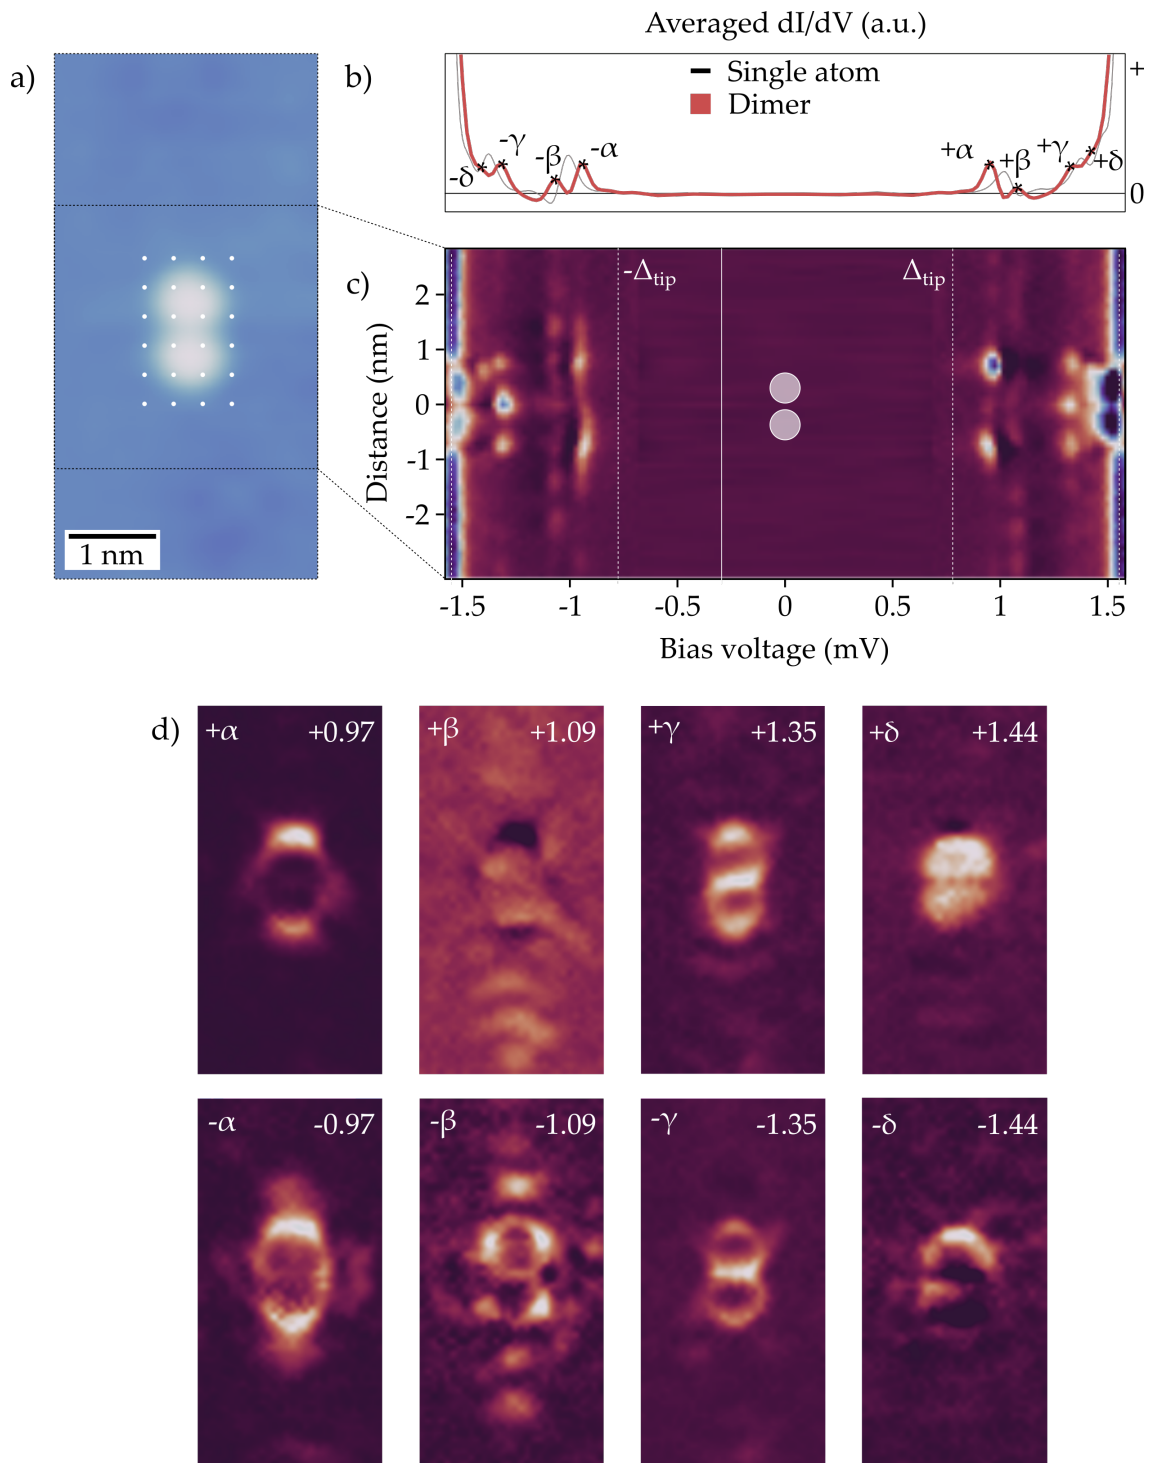 a)
1 nm
b)
Averaged dI/dV (a.u.)
Single atom
Dimer
-δ
-γ
-β
-α
+α
+β
+γ
+δ
+
0
c)
-Δtip
Δtip
Distance (nm)
2
1
0
-1
-2
-1.5 -1 -0.5 0 0.5 1 1.5
Bias voltage (mV)
d)
+α +0.97
+β +1.09
+γ +1.35
+δ +1.44
-α -0.97
-β -1.09
-γ -1.35
-δ -1.44